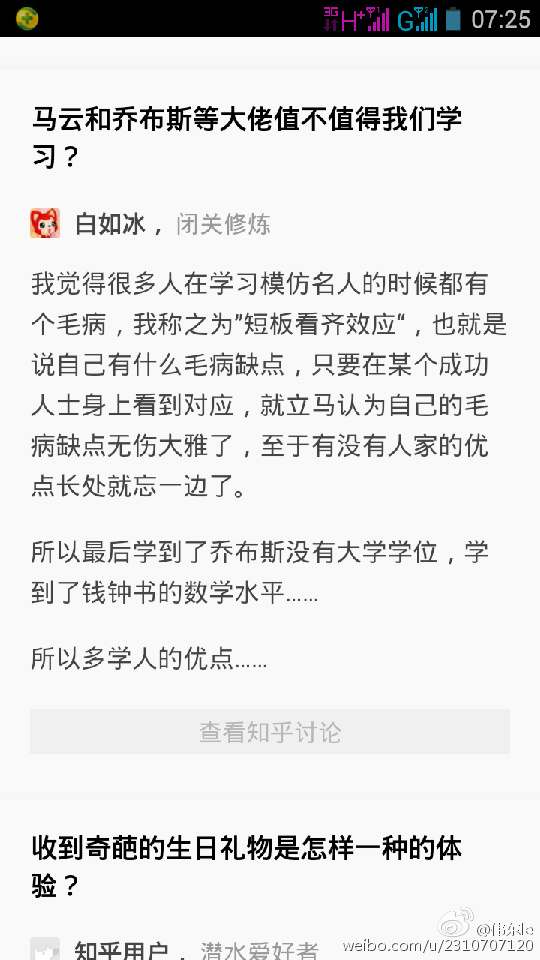 3G H+ 1 G 2 07:25
马云和乔布斯等大佬值不值得我们学
习？
白如冰，闭关修炼
我觉得很多人在学习模仿名人的时候都有
个毛病，我称之为"短板看齐效应“，也就是
说自己有什么毛病缺点，只要在某个成功
人士身上看到对应，就立马认为自己的毛
病缺点无伤大雅了，至于有没有人家的优
点长处就忘一边了。
所以最后学到了乔布斯没有大学学位，学
到了钱钟书的数学水平......
所以多学人的优点......
查看知乎讨论
收到奇葩的生日礼物是怎样一种的体
验？
知乎用户，潜水爱好者
weibo.com/u/2310707120